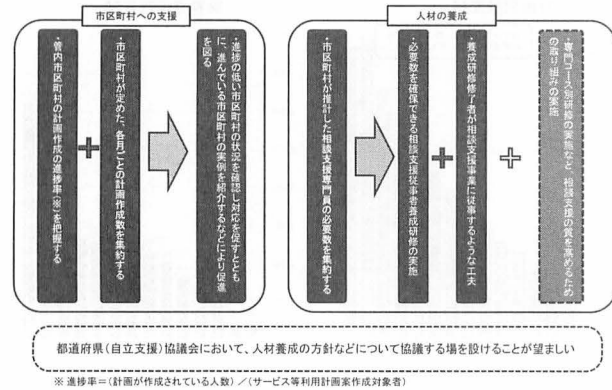 市区町村への支援
・管内市区町村の計画作成の進捗率(※)を把握する
・市区町村が定めた、各月ごとの計画作成数を集約する
・進捗の低い市区町村の状況を確認し対応を促すととも
に、進んでいる市区町村の実例を紹介するなどにより促進
を図る
人材の養成
・市区町村が推計した相談支援専門員の必要数を集約する
・必要数を確保できる相談支援従事者養成研修の実施
・養成研修修了者が相談支援事業に従事するような工夫
・専門コース別研修の実施など、相談支援の質を高めるため
の取り組みの実施
都道府県(自立支援)協議会において、人材養成の方針などについて協議する場を設けることが望ましい
※ 進捗率=(計画が作成されている人数)/(サービス等利用計画案作成対象者)